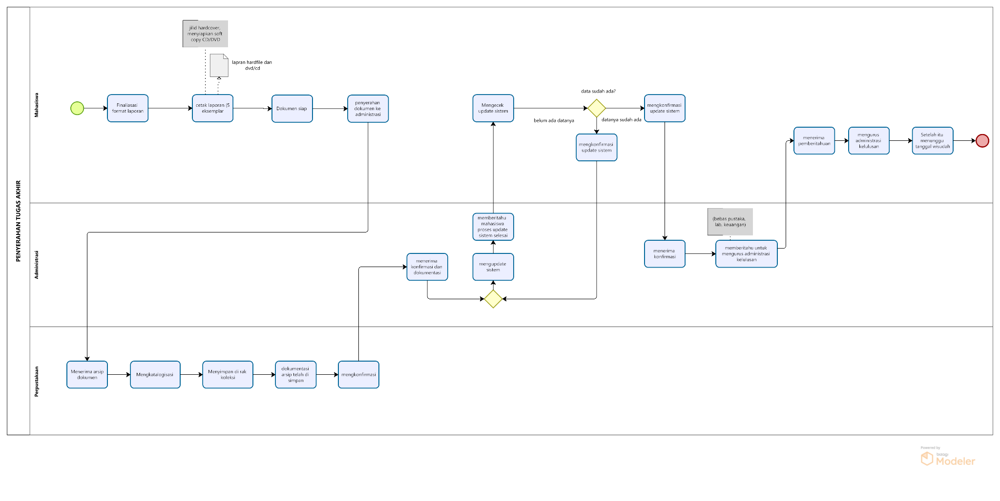 PENYERAHAN TUGAS AKHIR
Mahasiswa
jilid hardcover,
menyiapkan soft
copy CD/DVD
lapran hardfile dan
dvd/cd
Finaliasasi
format laporan
cetak laporan (5
eksemplar
Dokumen siap
penyerahan
dokumen ke
administrasi
Mengecek
update sistem
data sudah ada?
belum ada datanya
datanya sudah ada
mengkonfirmasi
update sistem
mengkonfirmasi
update sistem
menerima
pemberitahuan
mengurus
administrasi
kelulusan
Setelah itu
menunggu
tanggal wisudah
Administrasi
memberitahu
mahasiswa
proses update
sistem selesai
menerima
konfirmasi dan
dokumentasi
mengupdate
sistem
menerima
konfirmasi
(bebas pustaka,
lab, keuangan)
memberitahu untuk
mengurus administrasi
kelulusan
Perpustakaan
Menerima arsip
dokumen
Mengkatalogisasi
Menyimpan di rak
koleksi
dokumentasi
arsip telah di
simpan
mengkonfirmasi
Powered by
bizagi
Modeler